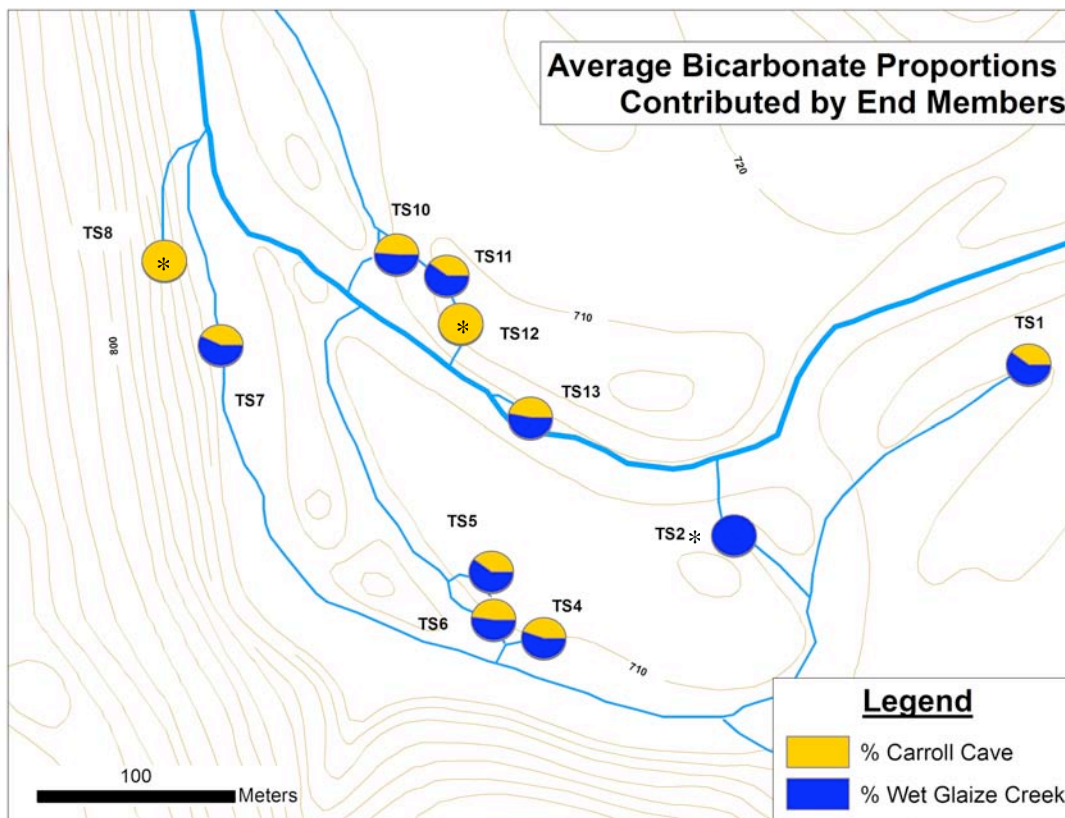 Average Bicarbonate Proportions
Contributed by End Members
720
TS10
TS8
TS11
*
TS1
710
*
TS12
800
TS13
TS7
TS5
TS2*
TS6
TS4
710
Legend
100
Meters
% Carroll Cave
% Wet Glaize Creek